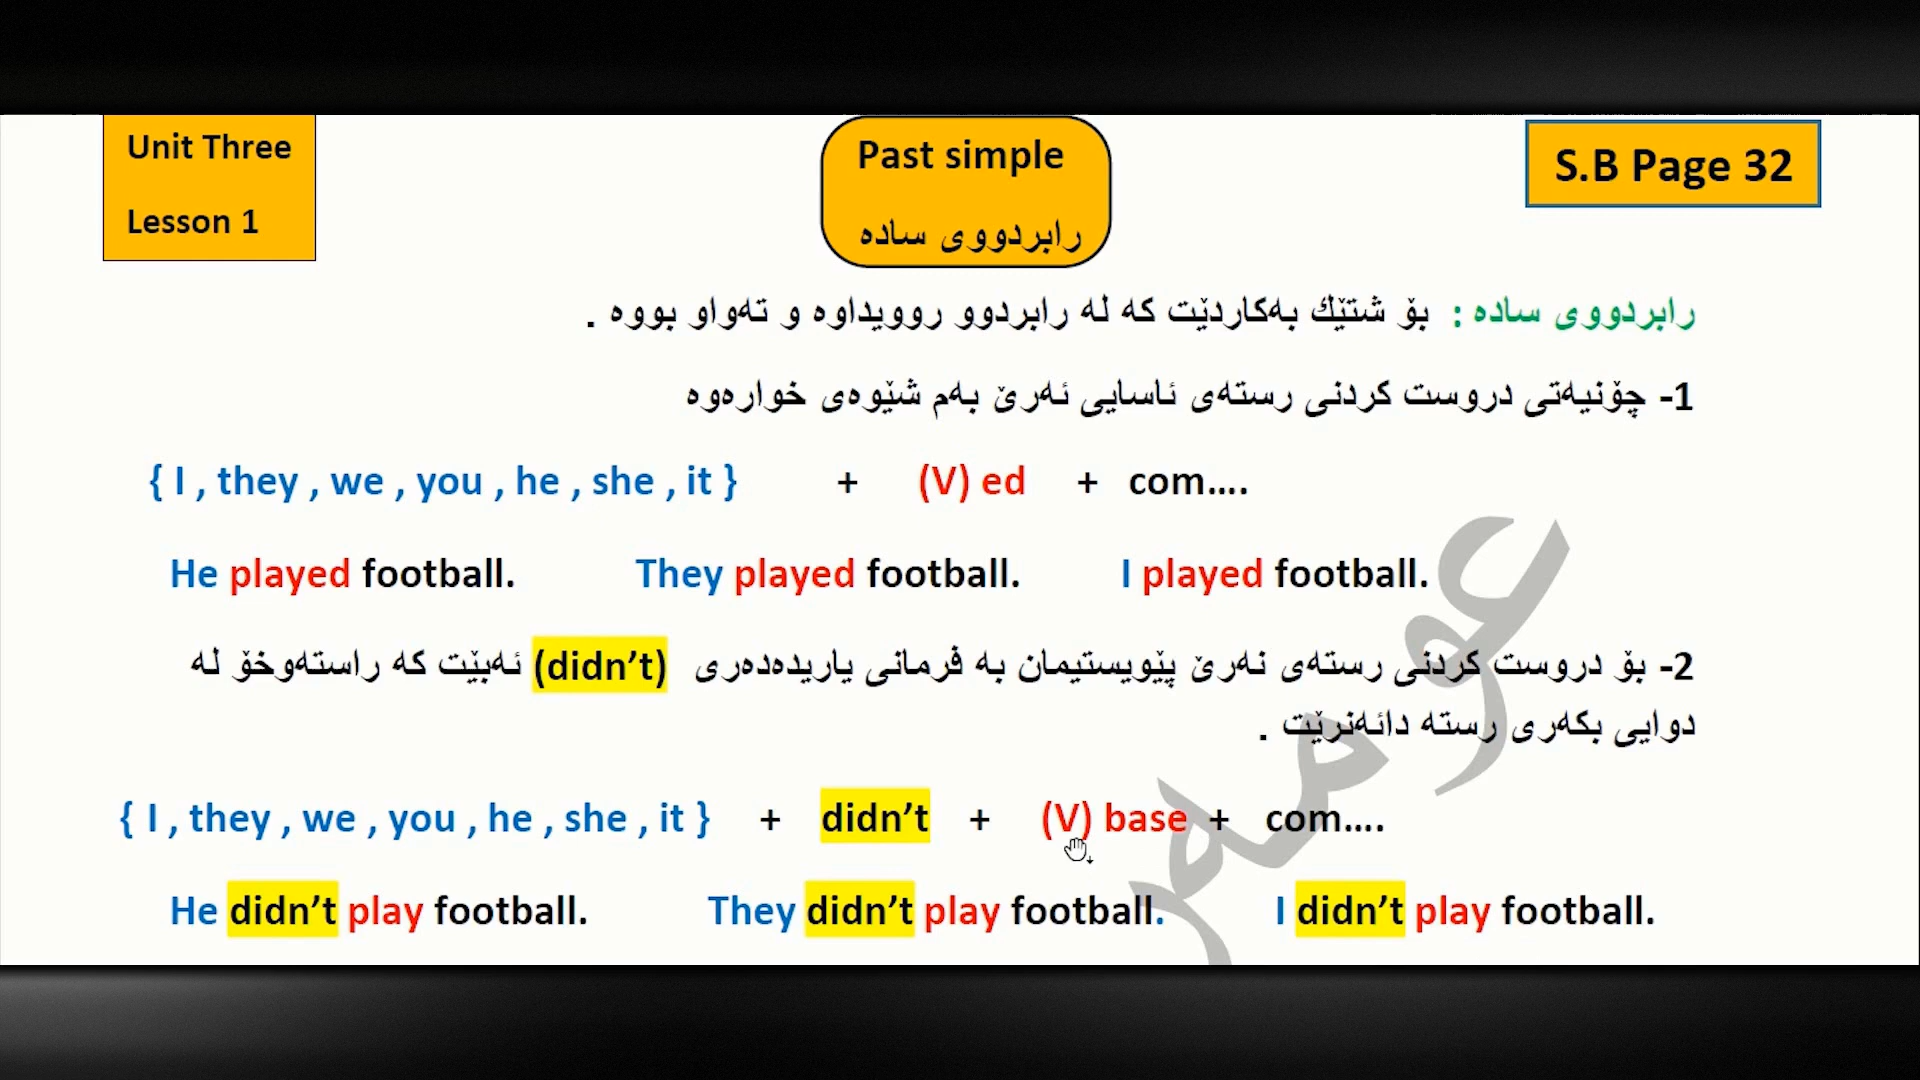 Unit Three
Lesson 1
Past simple
رابردووی سادە
S.B Page 32
رابردووی سادە : بۆ شتێك بەكاردێت كە لە رابردوو روویداوە و تەواو بووە .
1- چۆنیەتی دروست كردنی رستەی ئاسایی ئەرێ بەم شێوەی خوارەوە
{ I , they , we , you , he , she , it } + (V) ed + com....
He played football. They played football. I played football.
2- بۆ دروست كردنی رستەی نەرێ پێویستیمان بە فرمانی یاریدەدەری (didn’t) ئەبێت كە راستەوخۆ لە
دوایی بكەری رستە دائەنرێت .
{ I , they , we , you , he , she , it } + didn’t + (V) base + com....
He didn’t play football. They didn’t play football. I didn’t play football.
عومەر